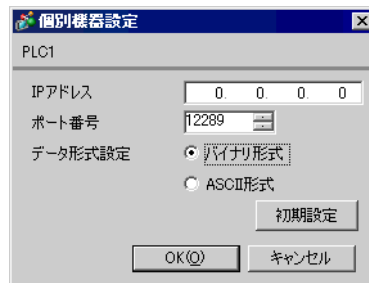 個別機器設定
PLC1
IPアドレス 0. 0. 0. 0
ポート番号 12289
データ形式設定 バイナリ形式
ASCII形式
初期設定
OK(O) キャンセル